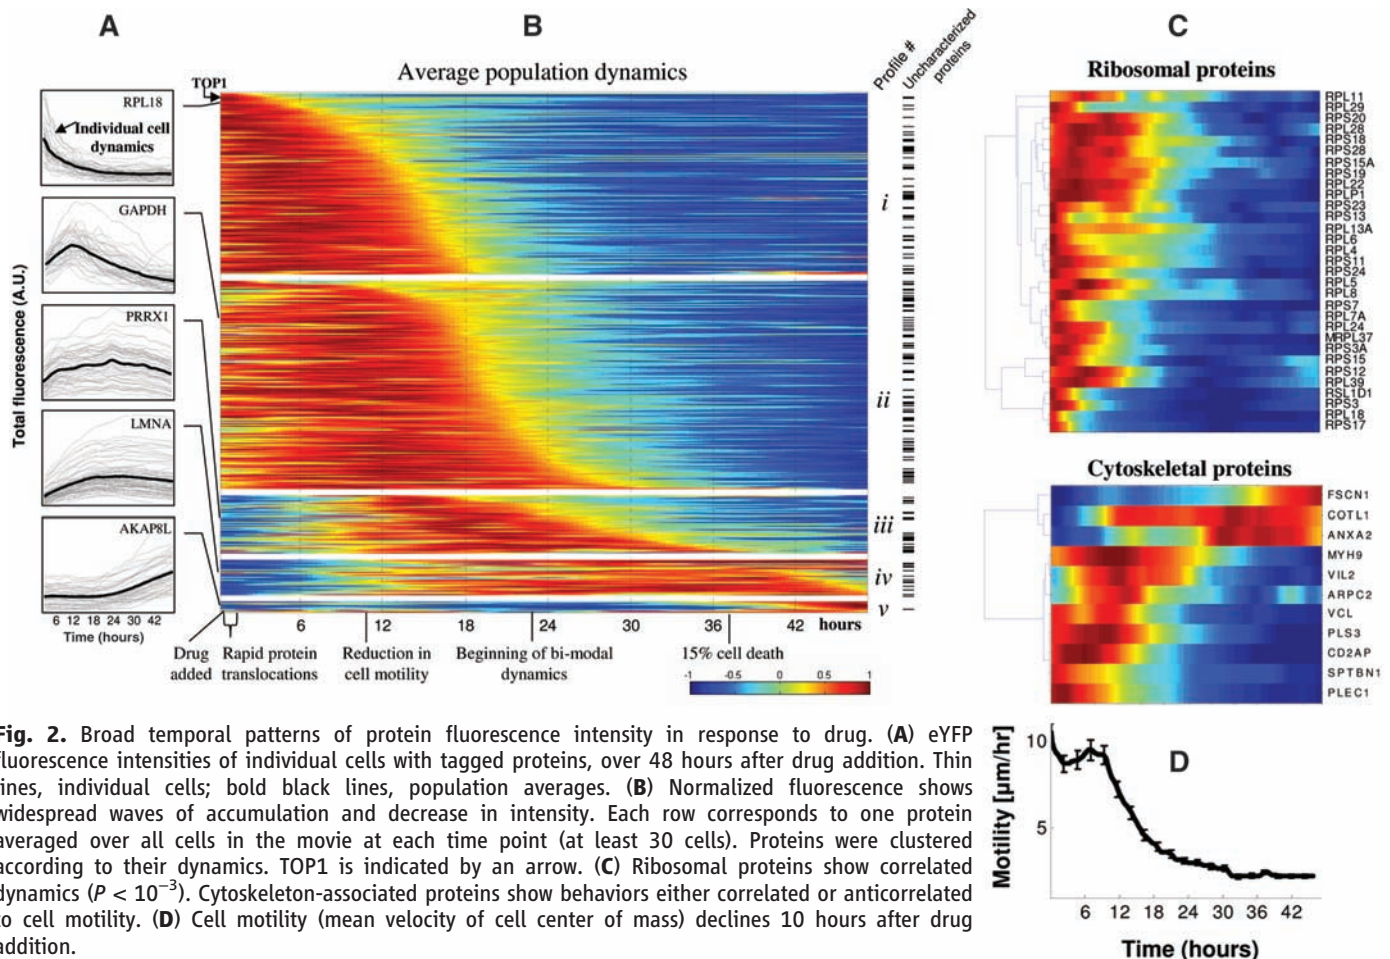 A
B
C
Average population dynamics
Profile #
Uncharacterized
proteins
Ribosomal proteins
TOP1
RPL18
Individual cell
dynamics
GAPDH
PRRX1
LMNA
AKAP8L
Total fluorescence (A.U.)
6 12 18 24 30 36 42
Time (hours)
i
ii
iii
iv
v
6 12 18 24 30 36 42 hours
Drug
added
Rapid protein
translocations
Reduction in
cell motility
Beginning of bi-modal
dynamics
15% cell death
-1 -0.5 0 0.5 1
RPL11
RPL29
RPS20
RPL28
RPS18
RPS28
RPS15A
RPS19
RPL22
RPLP1
RPS23
RPS13
RPL13A
RPL6
RPL4
RPS11
RPS24
RPL5
RPL8
RPS7
RPL7A
RPL24
MRPL37
RPS3A
RPS15
RPS12
RPL39
RSL1D1
RPS3
RPL18
RPS17
Cytoskeletal proteins
FSCN1
COTL1
ANXA2
MYH9
VIL2
ARPC2
VCL
PLS3
CD2AP
SPTBN1
PLEC1
D
Motility [µm/hr]
10
5
6 12 18 24 30 36 42
Time (hours)
Fig. 2. Broad temporal patterns of protein fluorescence intensity in response to drug. (A) eYFP
fluorescence intensities of individual cells with tagged proteins, over 48 hours after drug addition. Thin
lines, individual cells; bold black lines, population averages. (B) Normalized fluorescence shows
widespread waves of accumulation and decrease in intensity. Each row corresponds to one protein
averaged over all cells in the movie at each time point (at least 30 cells). Proteins were clustered
according to their dynamics. TOP1 is indicated by an arrow. (C) Ribosomal proteins show correlated
dynamics (P < 10⁻³). Cytoskeleton-associated proteins show behaviors either correlated or anticorrelated
to cell motility. (D) Cell motility (mean velocity of cell center of mass) declines 10 hours after drug
addition.